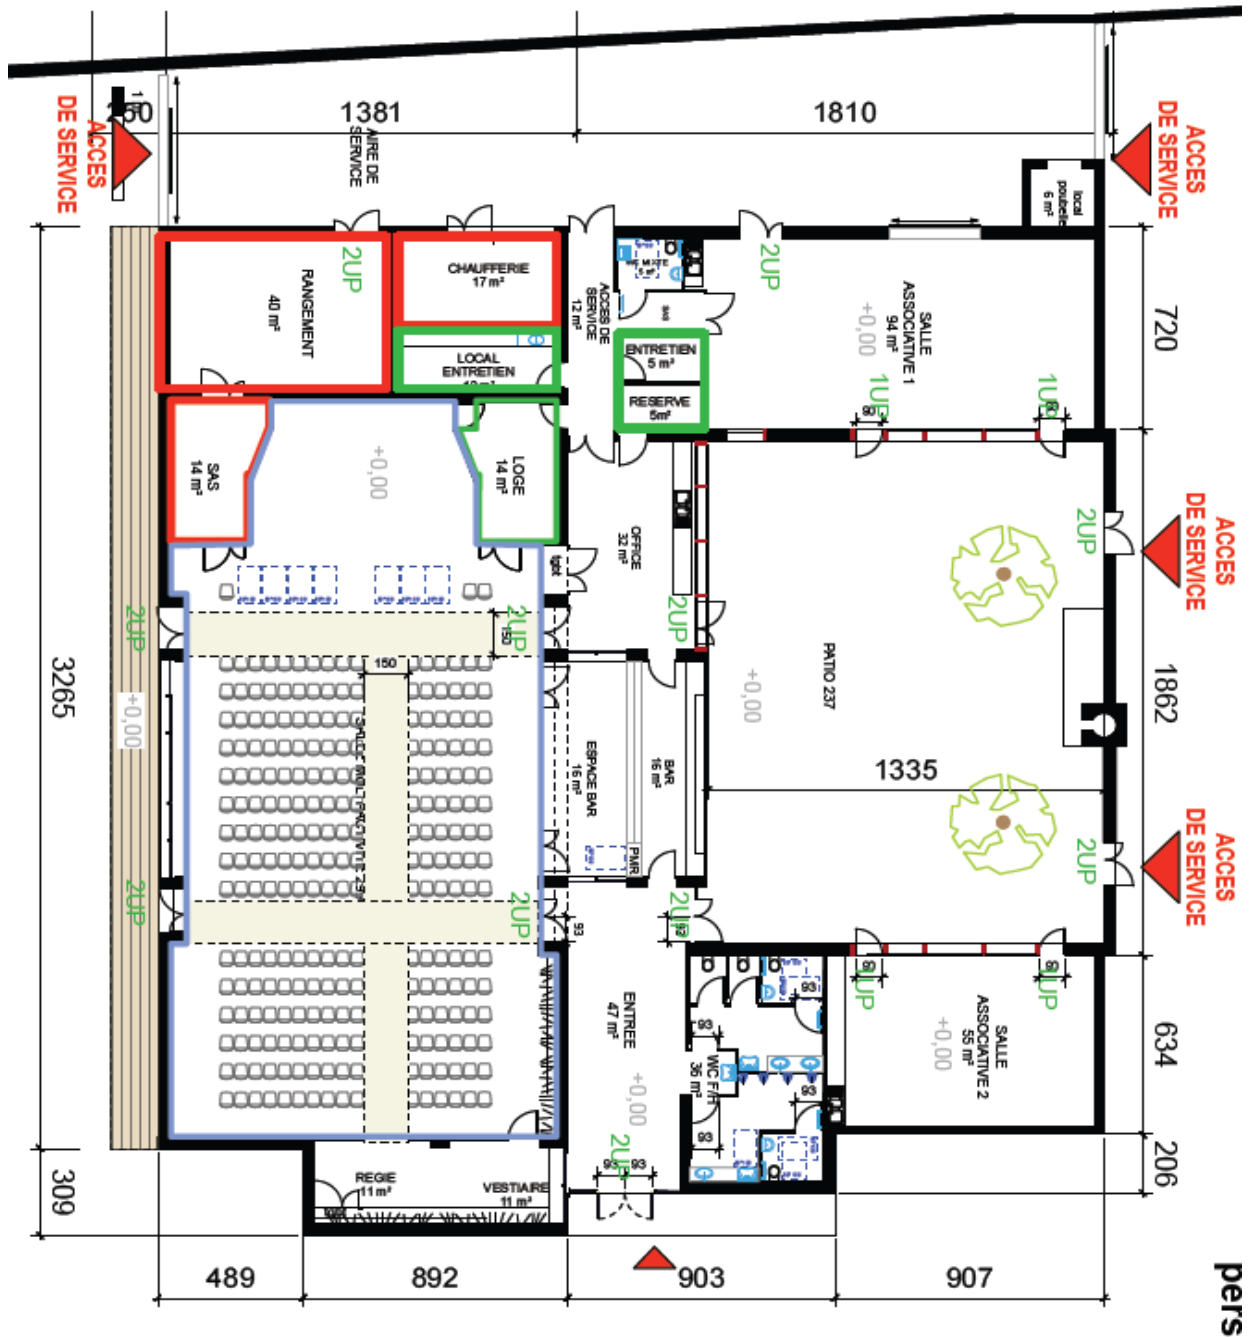 1381
1810
ACCES
DE SERVICE
AIRE DE
SERVICE
ACCES
DE SERVICE
local
poubelle
6 m²
RANGEMENT
40 m²
2UP
CHAUFFERIE
17 m²
LOCAL
ENTRETIEN
ACCES DE
SERVICE
12 m²
5 m²
SAS
ENTRETIEN
5 m²
RESERVE
5m²
2UP
SALLE
ASSOCIATIVE 1
94 m²
+0,00
1UP
90
1UP
720
SAS
14 m²
+0,00
LOGE
14 m²
tgbt
OFFICE
32 m²
2UP
2UP
ACCES
DE SERVICE
2UP
2UP
150
150
3265
+0,00
ESPACE BAR
16 m²
BAR
16 m²
PMR
+0,00
PATIO 237
1335
1862
ACCES
DE SERVICE
2UP
2UP
2UP
2UP
93
93
ENTREE
47 m²
+0,00
93
93
WC F/H
36 m²
93
93
SALLE
ASSOCIATIVE 2
55 m²
+0,00
634
206
2UP
93
93
REGIE
11 m²
VESTIAIRE
11 m²
309
489
892
903
907
pers